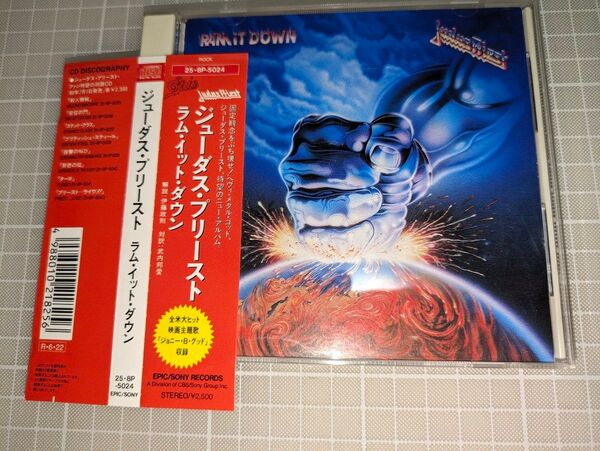 RAM IT DOWN
Judas Priest
CD DISCOGRAPHY
ジューダス・プリースト
ラム・イット・ダウン
4 988010 218256
R-6・22
25・8P
-5024
EPIC/SONY
ROCK
25・8P-5024
Epic
Judas Priest
固定観念をぶち壊せ!ヘヴィ・メタル・ゴッド、
ジューダス・プリースト、待望のニュー・アルバム。
ジューダス・プリースト
ラム・イット・ダウン
解説:伊藤政則 対訳:武内邦愛
全米大ヒット
映画主題歌
「ジョニー・B・グッド」
収録
EPIC/SONY RECORDS
A Division of CBS/Sony Group Inc.
STEREO/¥2,500